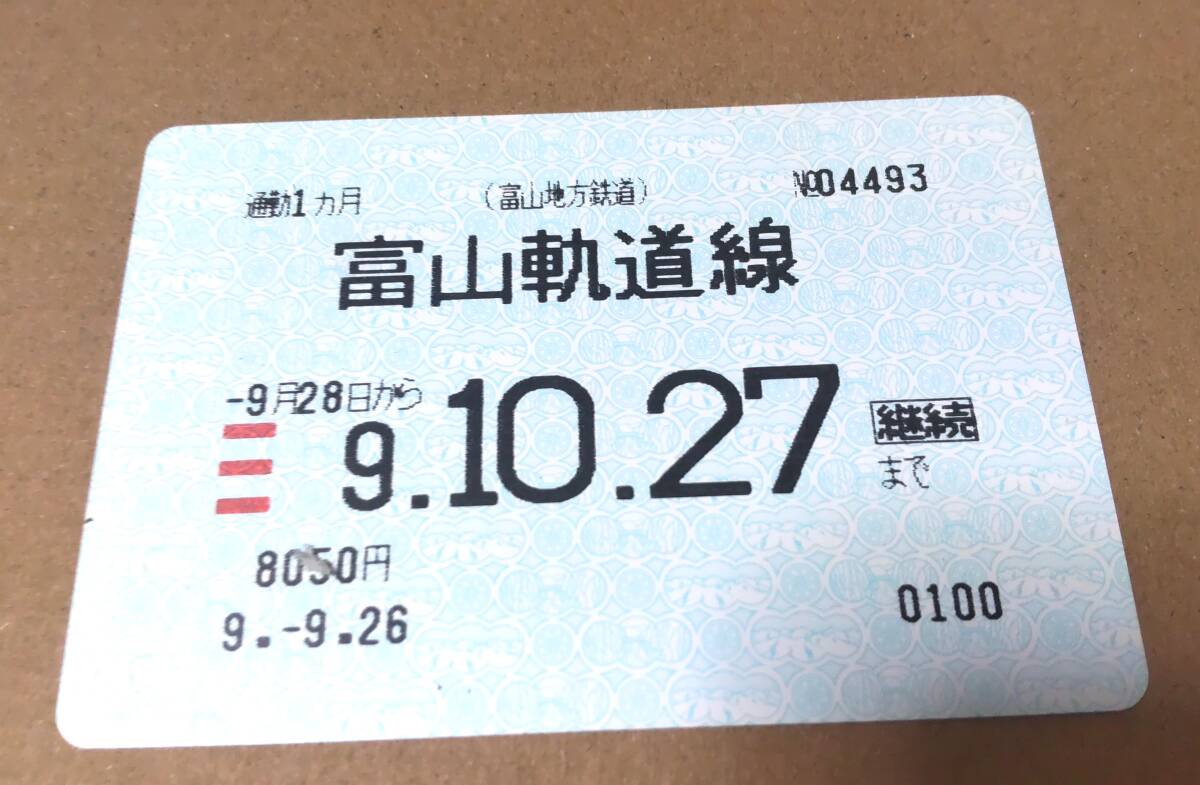 通勤1カ月 (富山地方鉄道) №04493
富山軌道線
-9月28日から
9.10.27 継続
まで
8050円
9.-9.26 0100